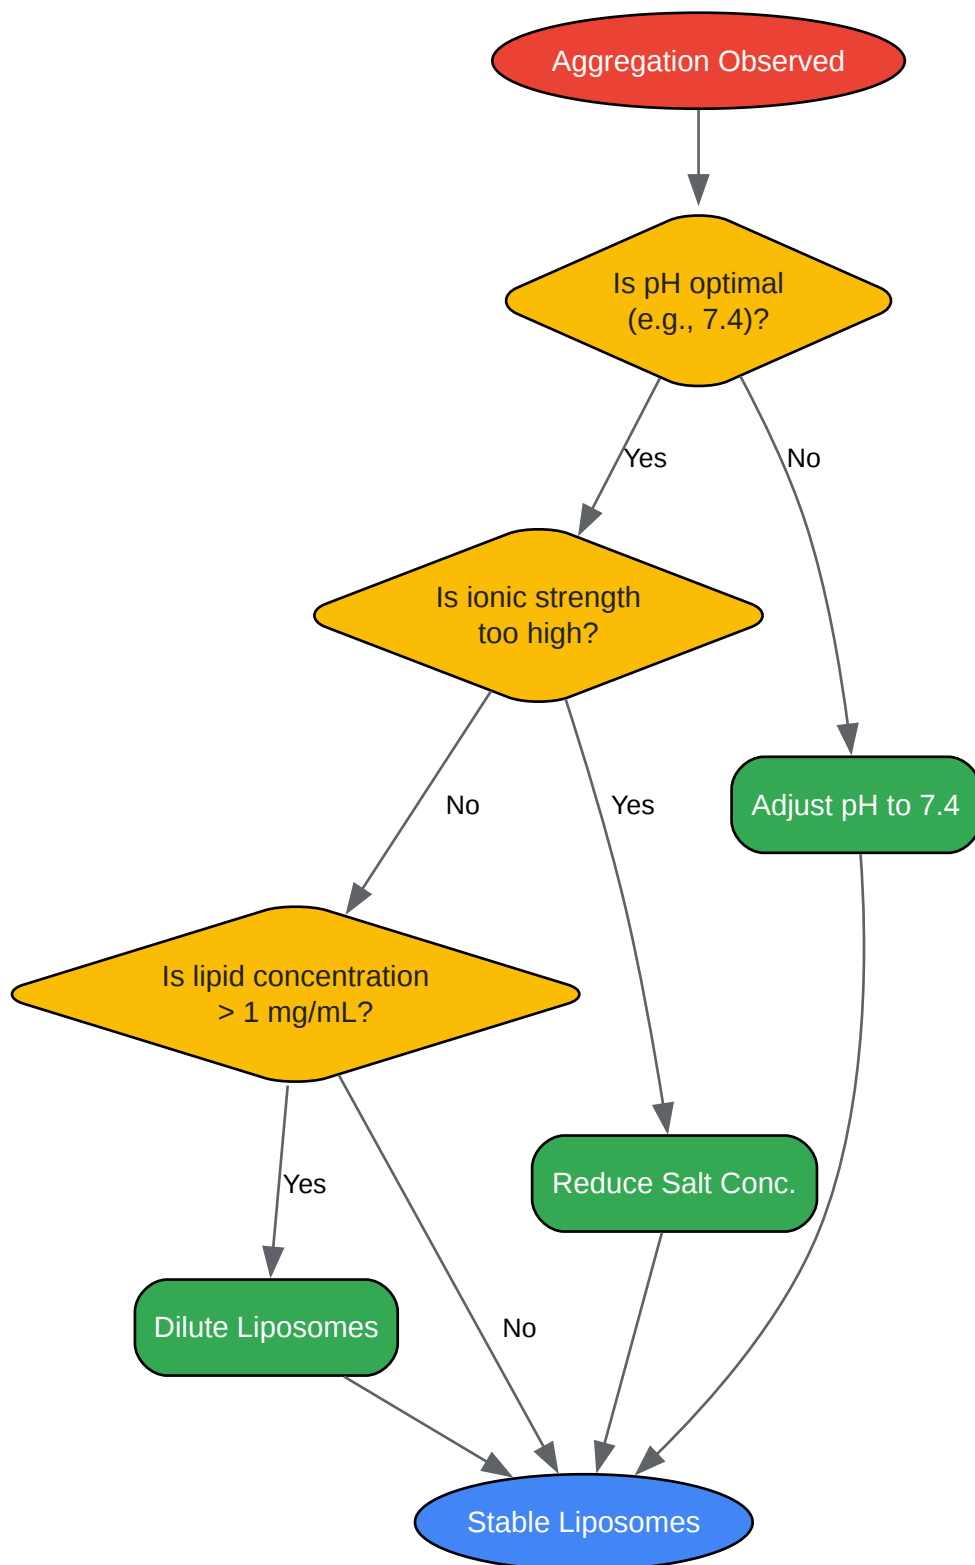 Aggregation Observed
Is pH optimal
(e.g., 7.4)?
Yes
No
Is ionic strength
too high?
No
Yes
Adjust pH to 7.4
Is lipid concentration
> 1 mg/mL?
Yes
Reduce Salt Conc.
Dilute Liposomes
No
Stable Liposomes